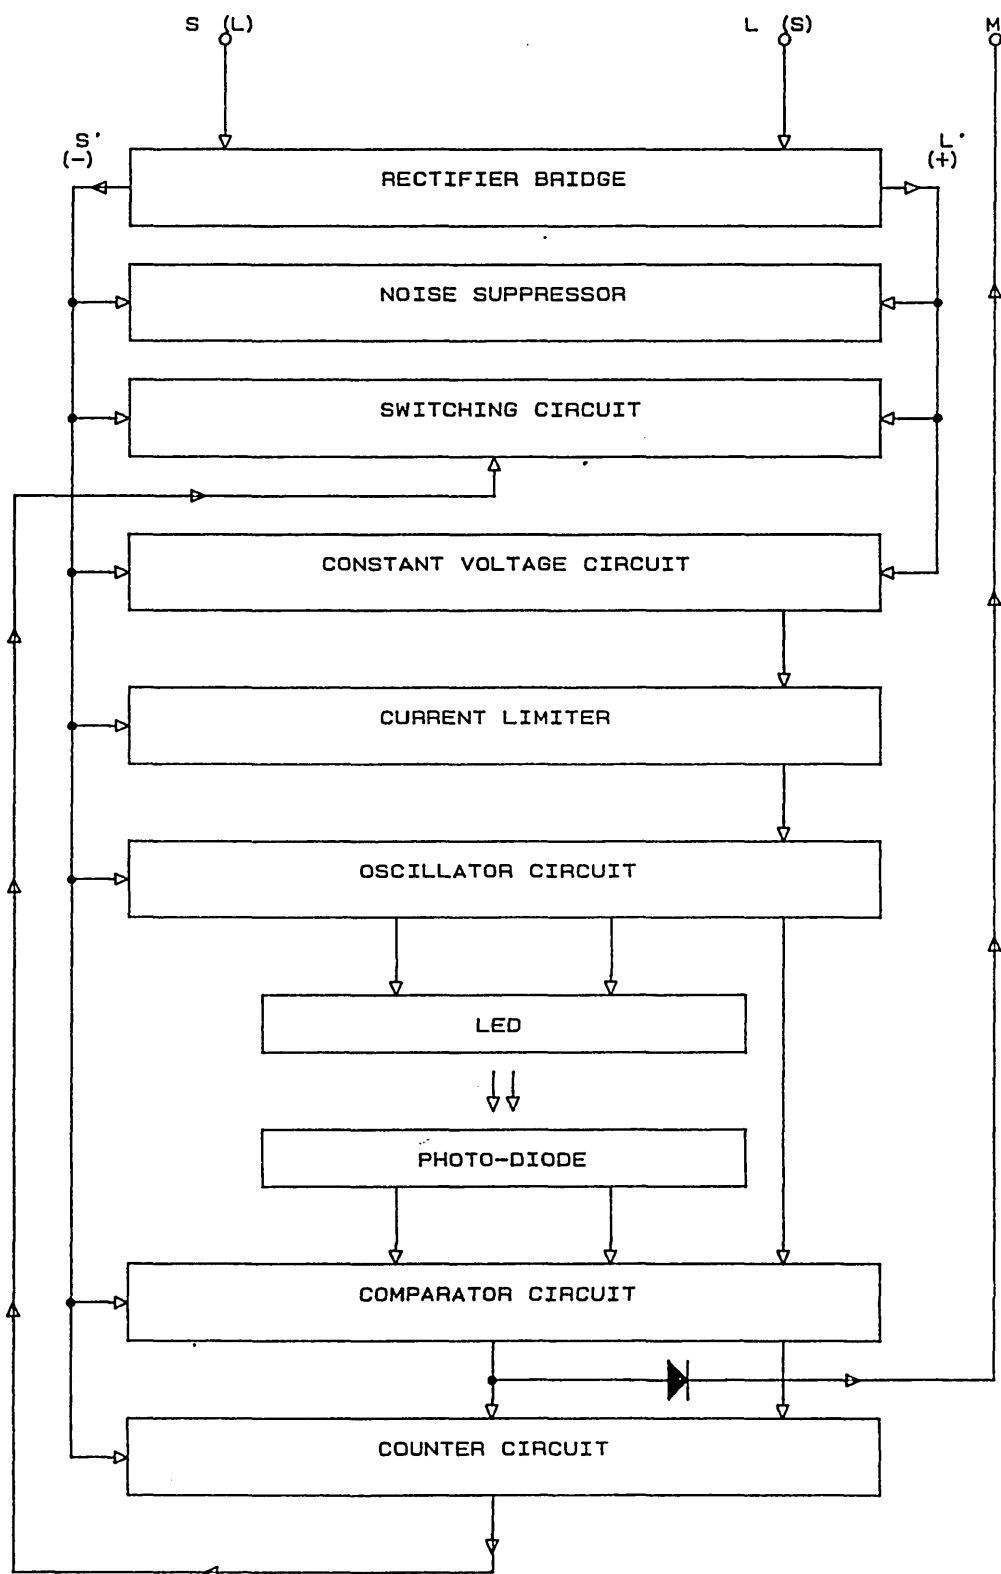 S (L)
L (S)
M
S'
(-)
L'
(+)
RECTIFIER BRIDGE
NOISE SUPPRESSOR
SWITCHING CIRCUIT
CONSTANT VOLTAGE CIRCUIT
CURRENT LIMITER
OSCILLATOR CIRCUIT
LED
PHOTO-DIODE
COMPARATOR CIRCUIT
COUNTER CIRCUIT